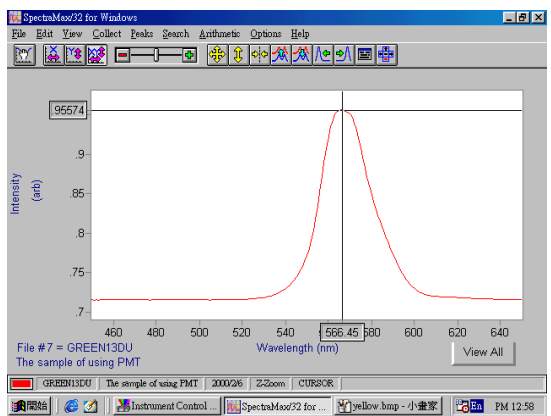 SpectraMax/32 for Windows
File Edit View Collect Peaks Search Arithmetic Options Help
.95574
.9
.85
.8
.75
.7
Intensity
(arb)
460 480 500 520 540 566.45 580 600 620 640
Wavelength (nm)
File #7 = GREEN13DU
The sample of using PMT
View All
GREEN13DU The sample of using PMT 2000/2/6 Z-Zoom CURSOR
開始 Instrument Control ... SpectraMax/32 for ... yellow.bmp - 小畫家 En PM 12:58